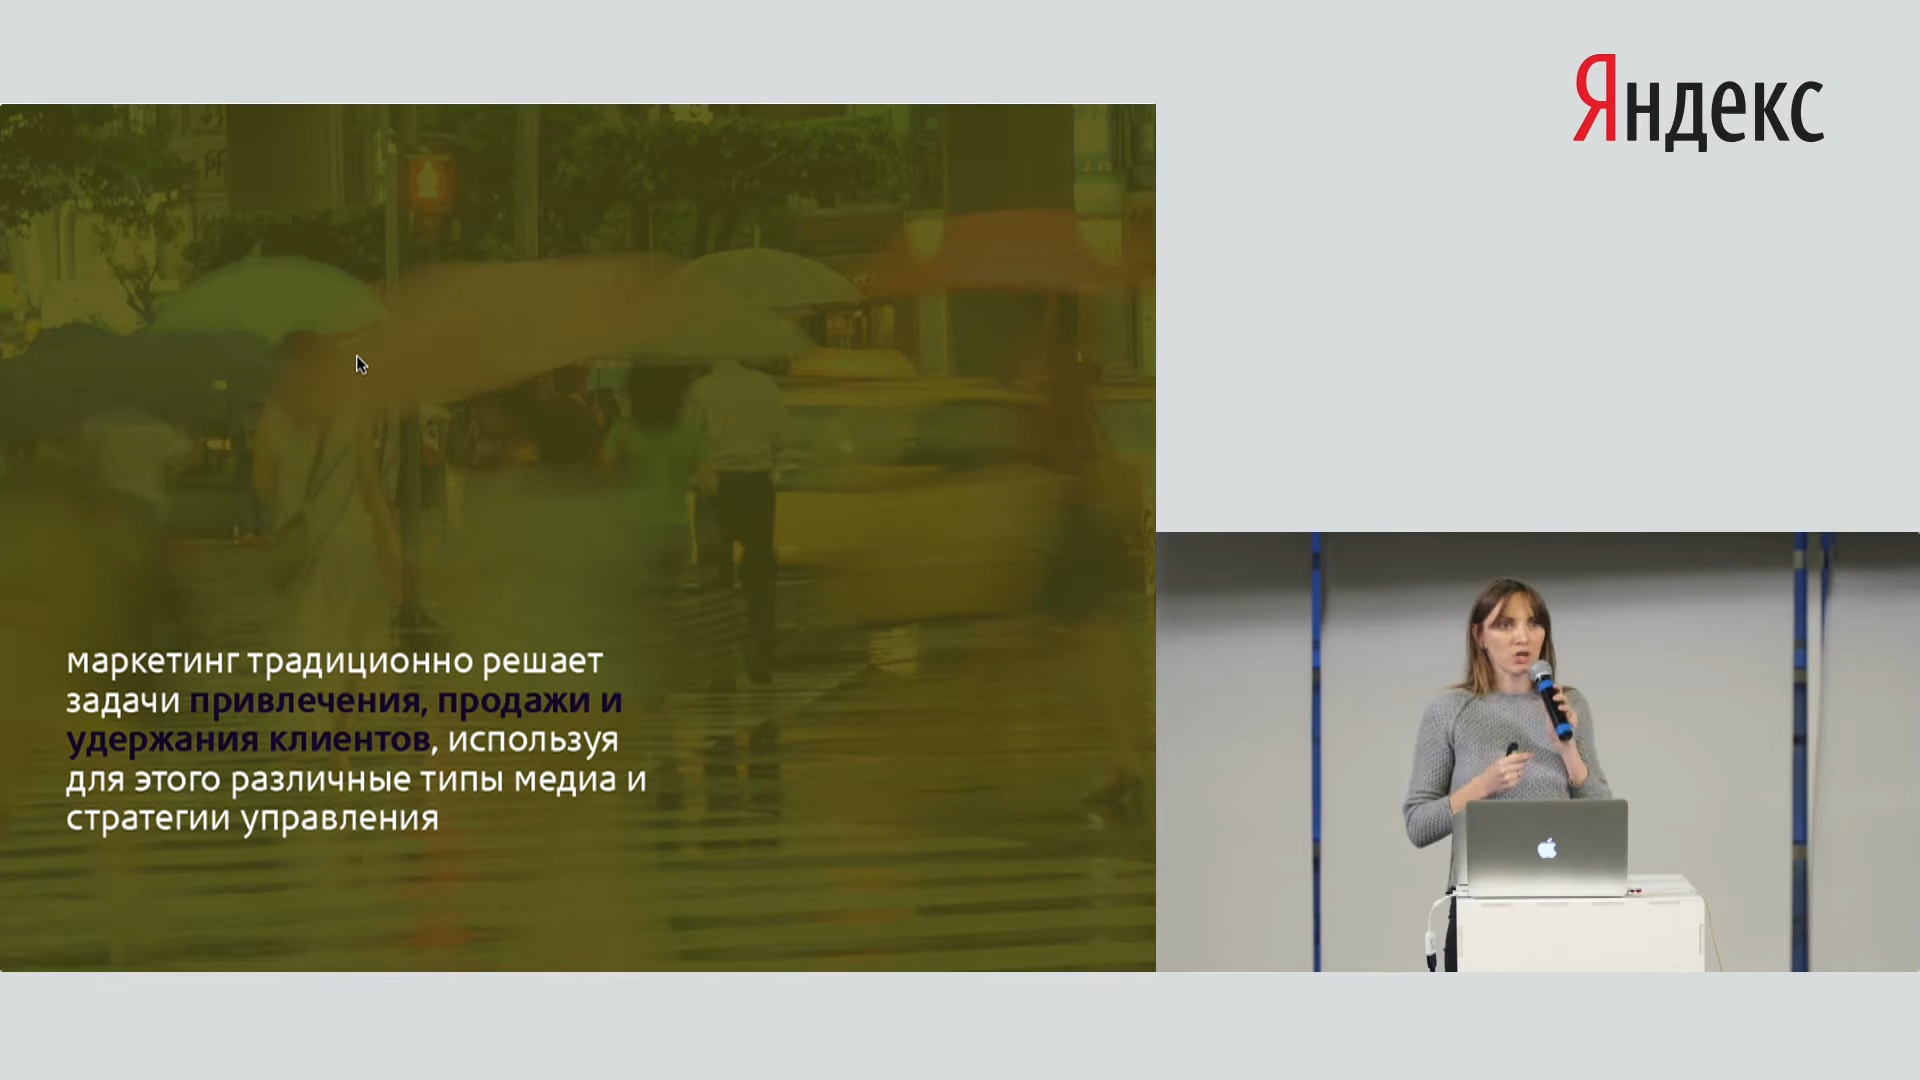 Яндекс
маркетинг традиционно решает
задачи привлечения, продажи и
удержания клиентов, используя
для этого различные типы медиа и
стратегии управления